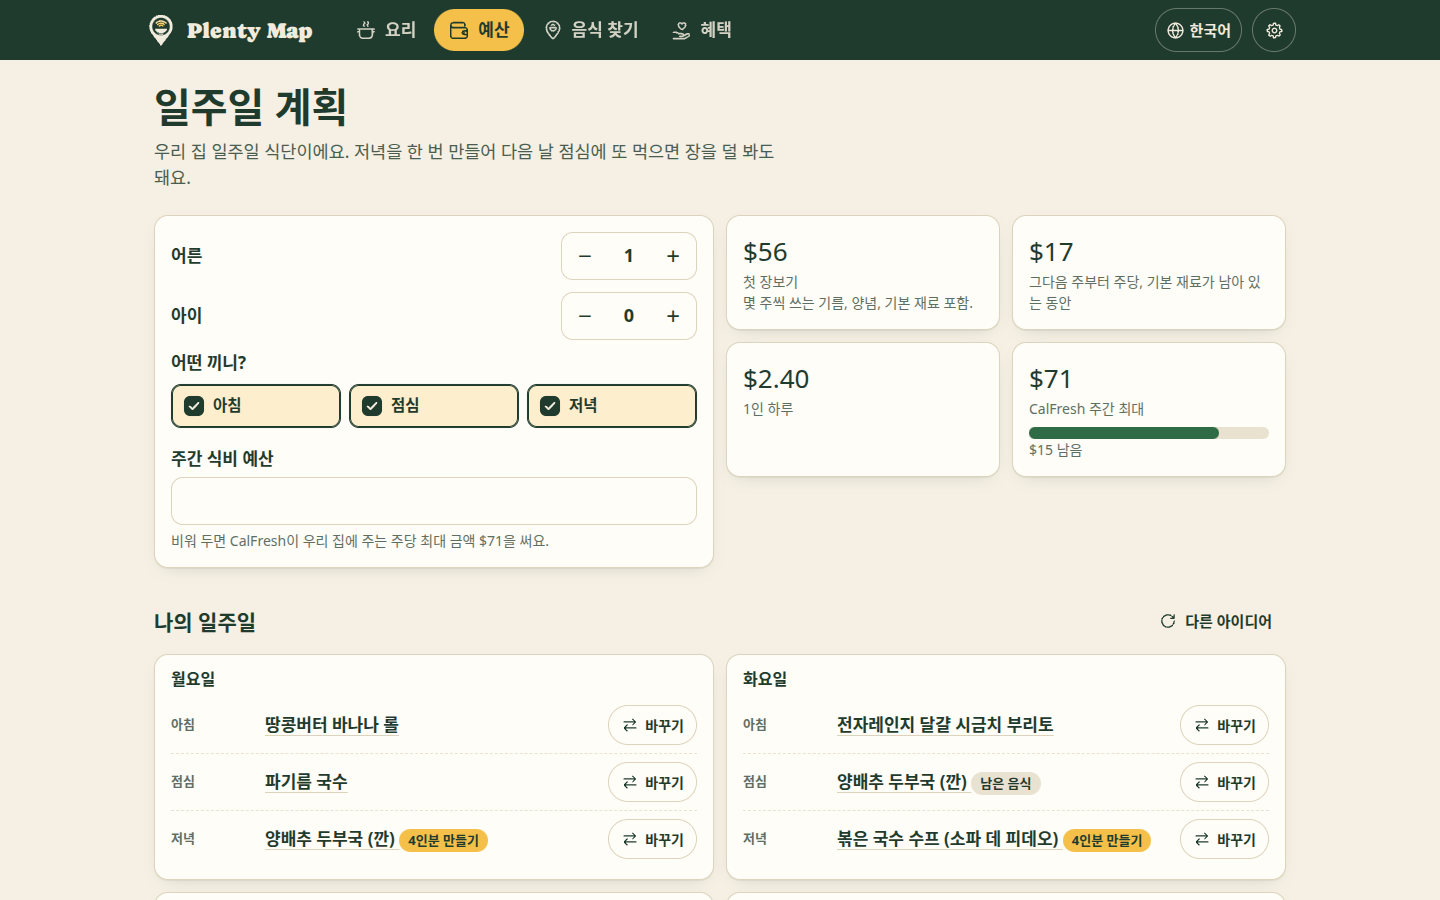 Plenty Map
요리
예산
음식 찾기
혜택
한국어
일주일 계획
우리 집 일주일 식단이에요. 저녁을 한 번 만들어 다음 날 점심에 또 먹으면 장을 덜 봐도
돼요.
어른
− 1 +
아이
− 0 +
어떤 끼니?
아침
점심
저녁
주간 식비 예산
비워 두면 CalFresh이 우리 집에 주는 주당 최대 금액 $71을 써요.
$56
첫 장보기
몇 주씩 쓰는 기름, 양념, 기본 재료 포함.
$17
그다음 주부터 주당, 기본 재료가 남아 있
는 동안
$2.40
1인 하루
$71
CalFresh 주간 최대
$15 남음
나의 일주일
다른 아이디어
월요일
아침 땅콩버터 바나나 롤 바꾸기
점심 파기름 국수 바꾸기
저녁 양배추 두부국 (깐) 4인분 만들기 바꾸기
화요일
아침 전자레인지 달걀 시금치 부리토 바꾸기
점심 양배추 두부국 (깐) 남은 음식 바꾸기
저녁 볶은 국수 수프 (소파 데 피데오) 4인분 만들기 바꾸기